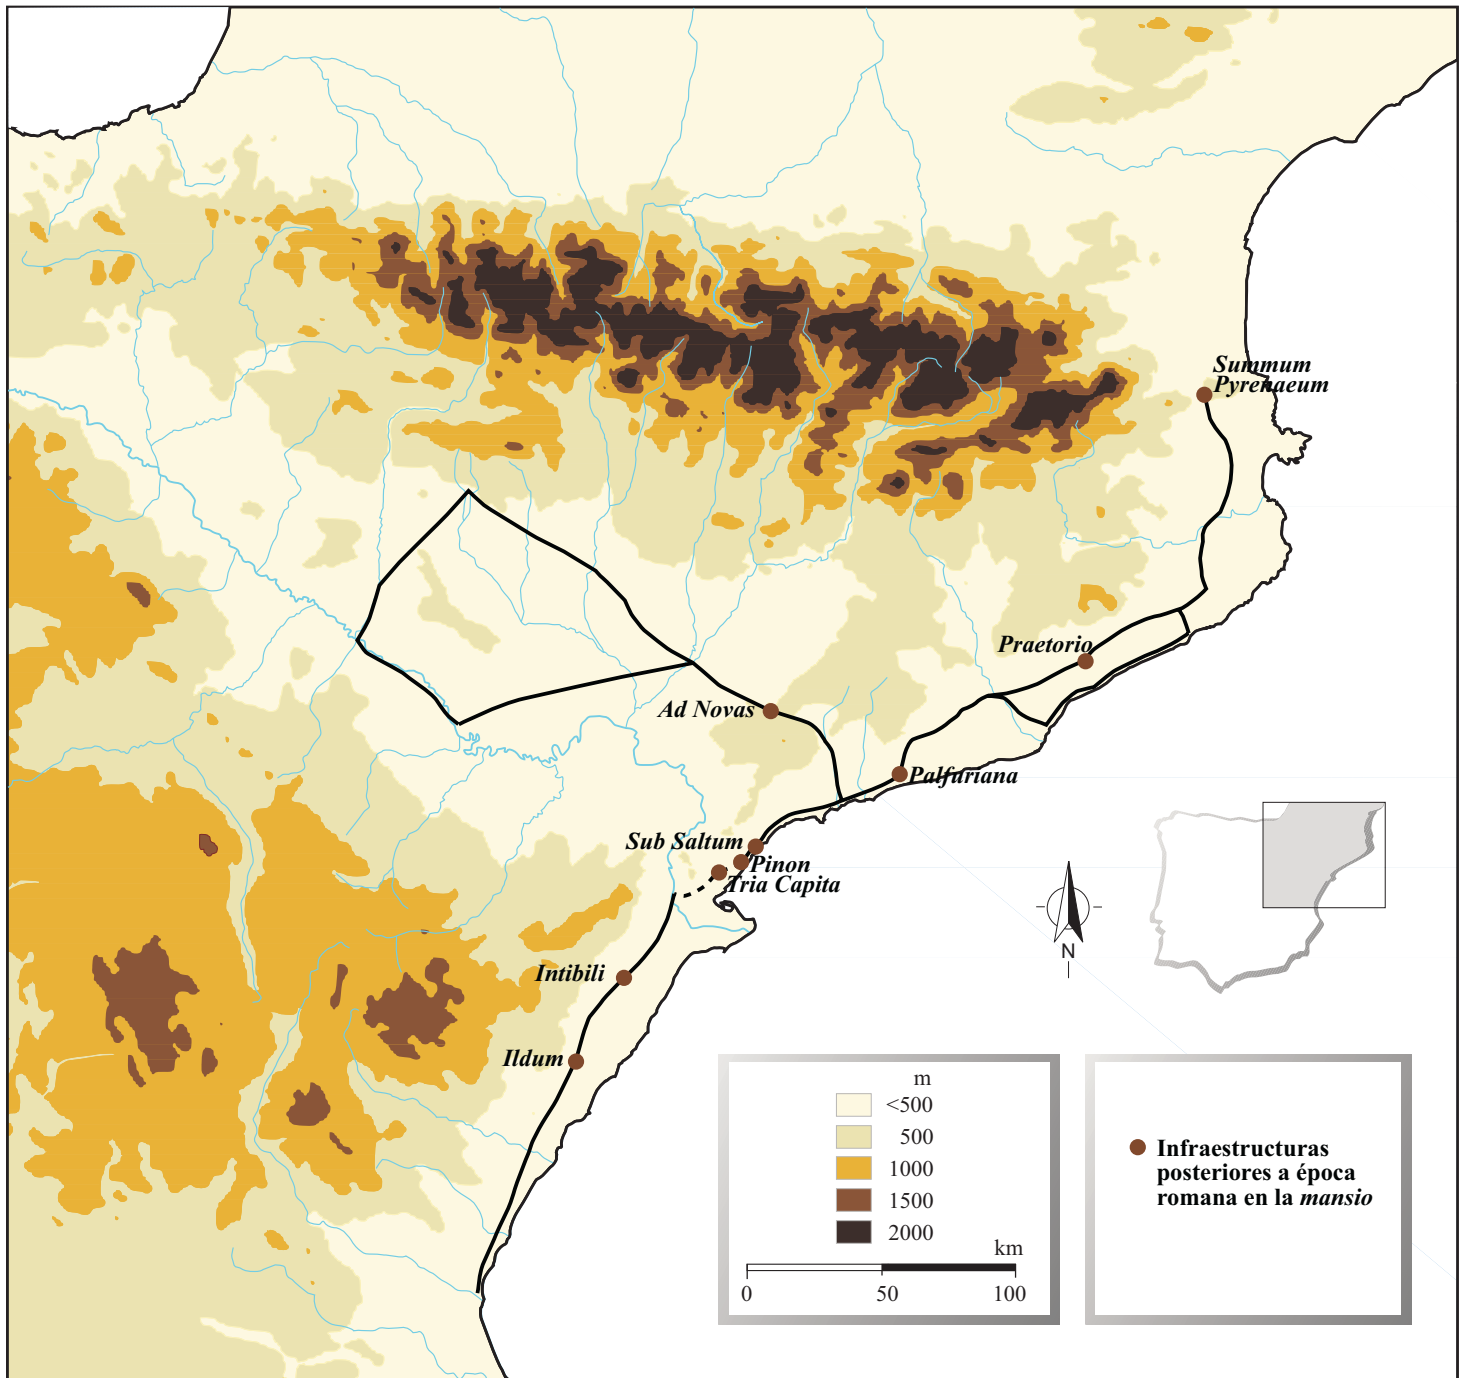 Summum
Pyrenaeum
Praetorio
Ad Novas
Palfuriana
Sub Saltum
Pinon
Tria Capita
Intibili
Ildum
N
m
<500
500
1000
1500
2000
km
0 50 100
Infraestructuras
posteriores a época
romana en la mansio